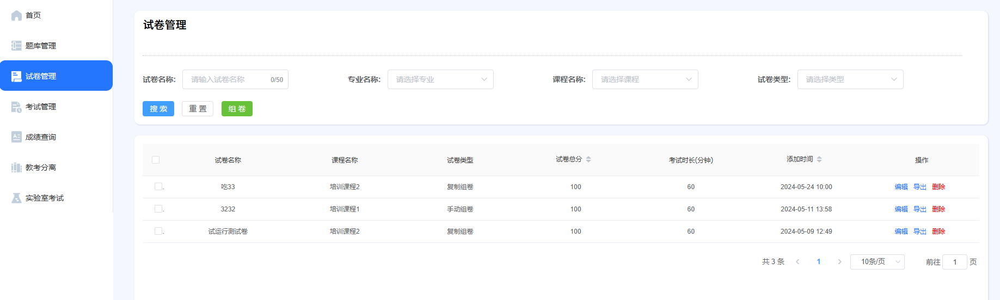 首页
题库管理
试卷管理
考试管理
成绩查询
教考分离
实验室考试
试卷管理
试卷名称: 请输入试卷名称 0/50 专业名称: 请选择专业 课程名称: 请选择课程 试卷类型: 请选择类型
搜 索 重 置 组 卷
试卷名称 课程名称 试卷类型 试卷总分 考试时长(分钟) 添加时间 操作
. 吃33 培训课程2 复制组卷 100 60 2024-05-24 10:00 编辑 导出 删除
. 3232 培训课程1 手动组卷 100 60 2024-05-11 13:58 编辑 导出 删除
. 试运行测试卷 培训课程2 复制组卷 100 60 2024-05-09 12:49 编辑 导出 删除
共 3 条 1 10条/页 前往 1 页